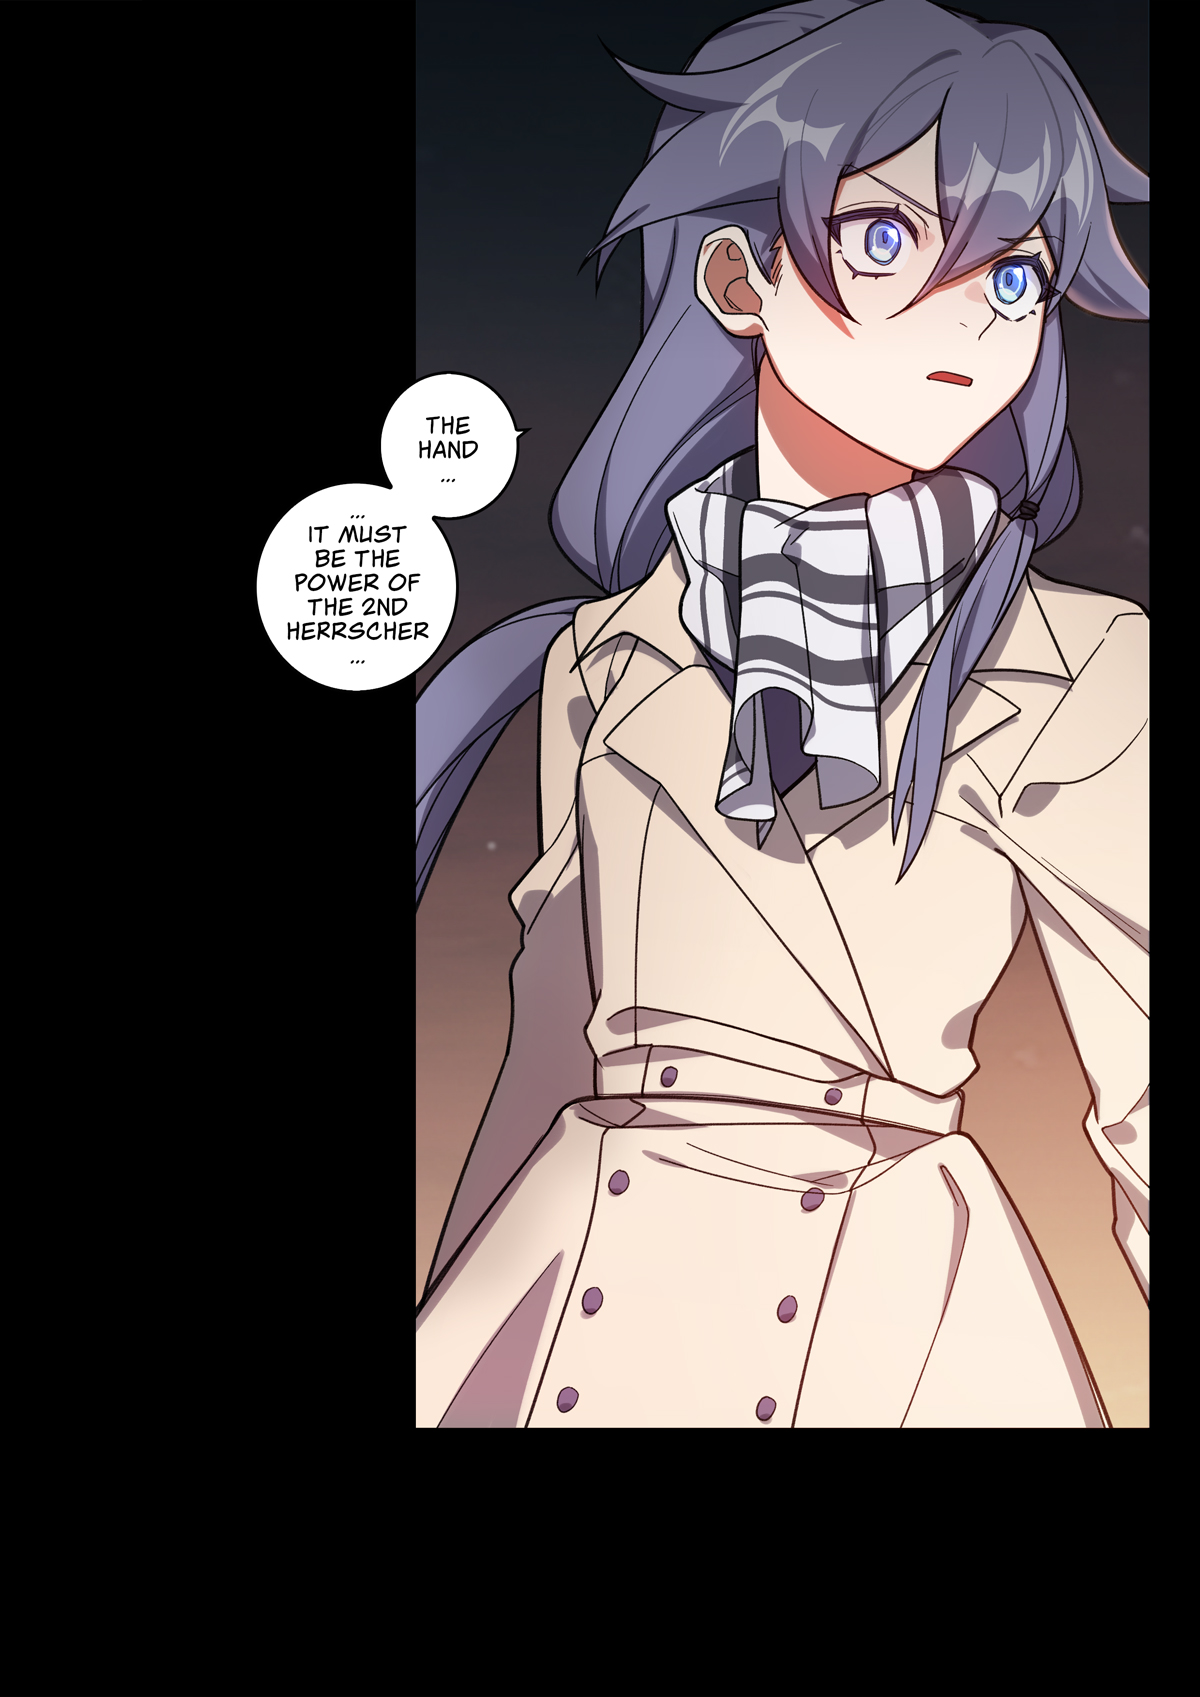 THE
HAND
...
...
IT MUST
BE THE
POWER OF
THE 2ND
HERRSCHER
...